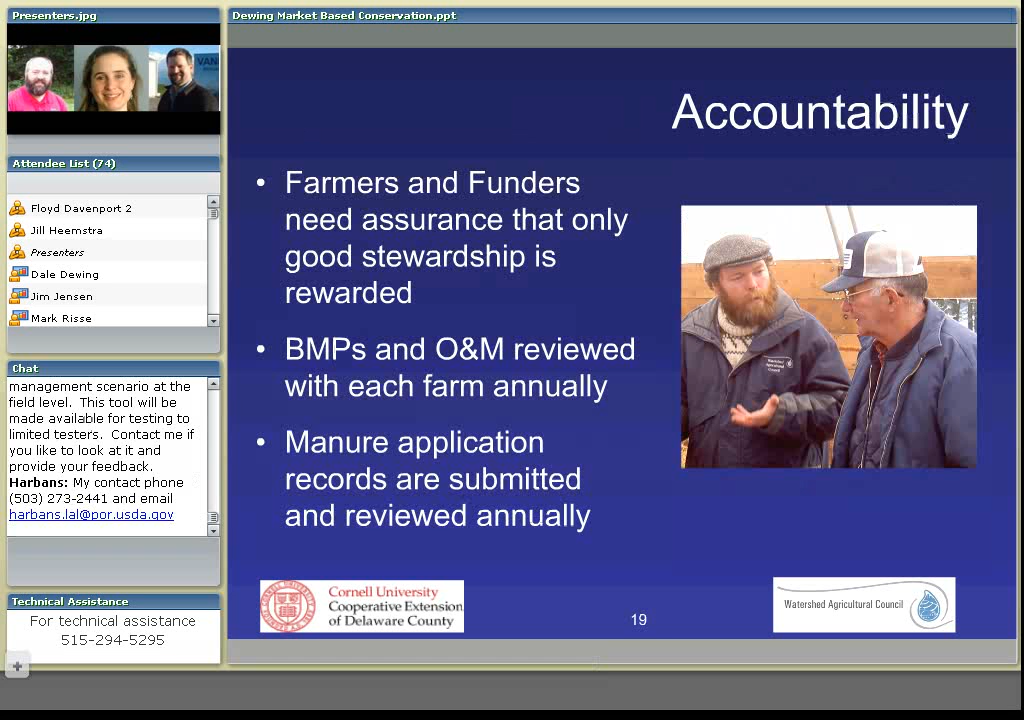 Presenters.jpg
VAN
Attendee List (74)
Floyd Davenport 2
Jill Heemstra
Presenters
Dale Dewing
Jim Jensen
Mark Risse
Chat
management scenario at the
field level. This tool will be
made available for testing to
limited testers. Contact me if
you like to look at it and
provide your feedback.
Harbans: My contact phone
(503) 273-2441 and email
harbans.lal@por.usda.gov
Technical Assistance
For technical assistance
515-294-5295
Dewing Market Based Conservation.ppt
Accountability
• Farmers and Funders
need assurance that only
good stewardship is
rewarded
• BMPs and O&M reviewed
with each farm annually
• Manure application
records are submitted
and reviewed annually
Watershed
Agricultural
Council
Cornell University
Cooperative Extension
of Delaware County
19
Watershed Agricultural Council